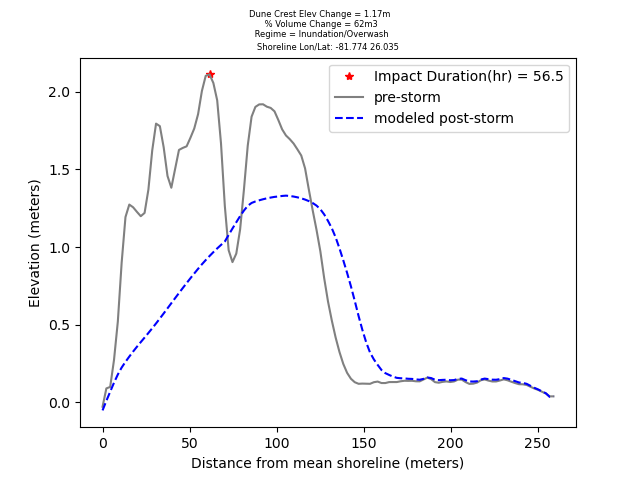 Dune Crest Elev Change = 1.17m
% Volume Change = 62m3
Regime = Inundation/Overwash
Shoreline Lon/Lat: -81.774 26.035
Impact Duration(hr) = 56.5
pre-storm
modeled post-storm
Elevation (meters)
2.0
1.5
1.0
0.5
0.0
0 50 100 150 200 250
Distance from mean shoreline (meters)